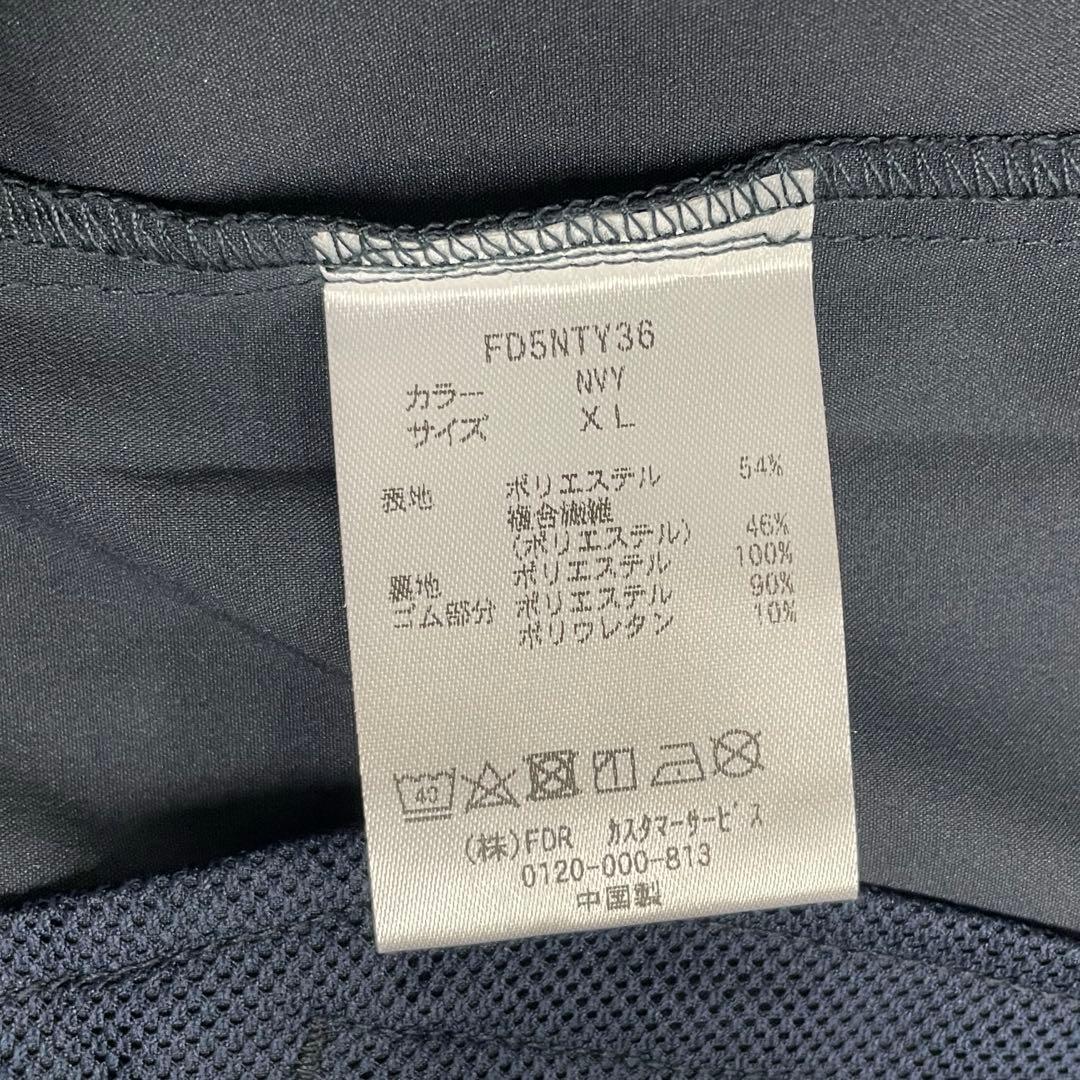 FD5NTY36
カラー NVY
サイズ XL
表地 ポリエステル 54%
複合繊維
(ポリエステル) 46%
裏地 ポリエステル 100%
ゴム部分 ポリエステル 90%
ポリウレタン 10%
40
(株)FDR カスタマーサービス
0120-000-813
中国製